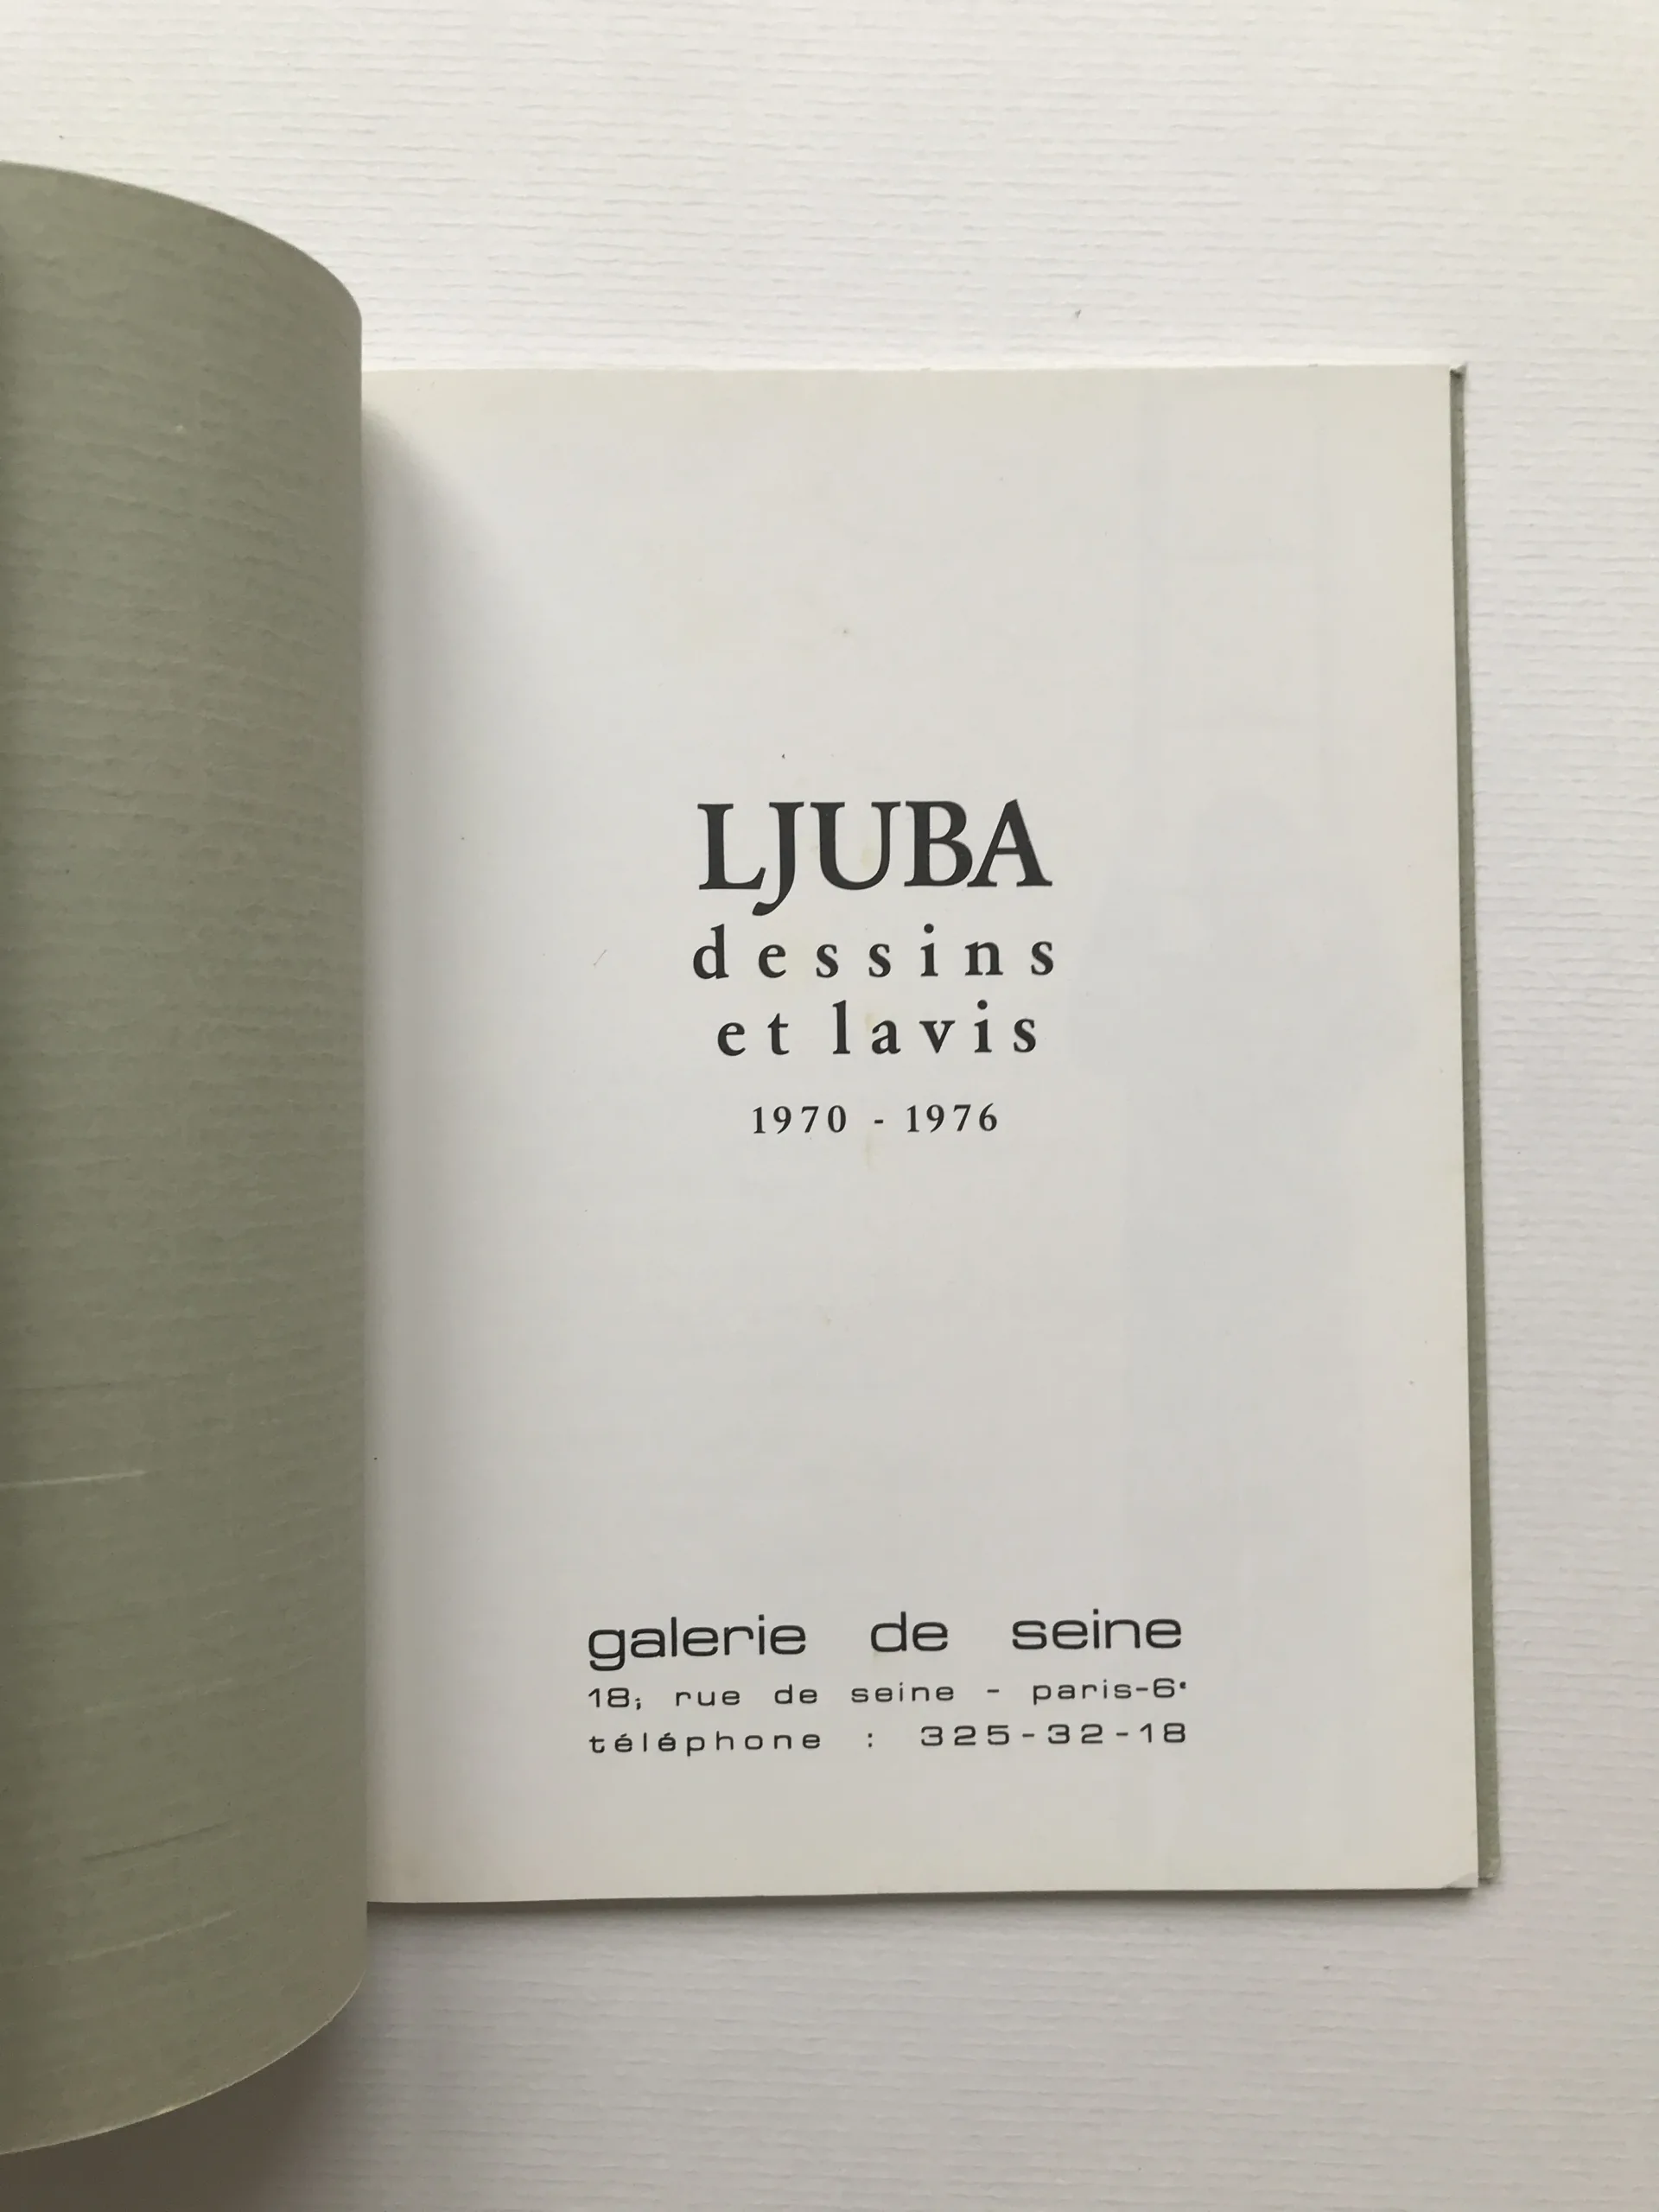 LJUBA
dessins
et lavis
1970 - 1976
galerie de seine
18; rue de seine - paris-6e
téléphone : 325-32-18